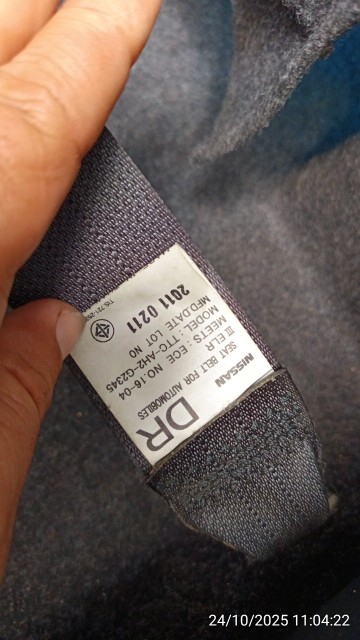 NISSAN
SEAT BELT FOR AUTOMOBILES
III ELR
DR
MEETS : ECE NO.16-04
MODEL : TTC-AH2-G2345
MFD.DATE LOT NO
2011 0211
24/10/2025 11:04:22